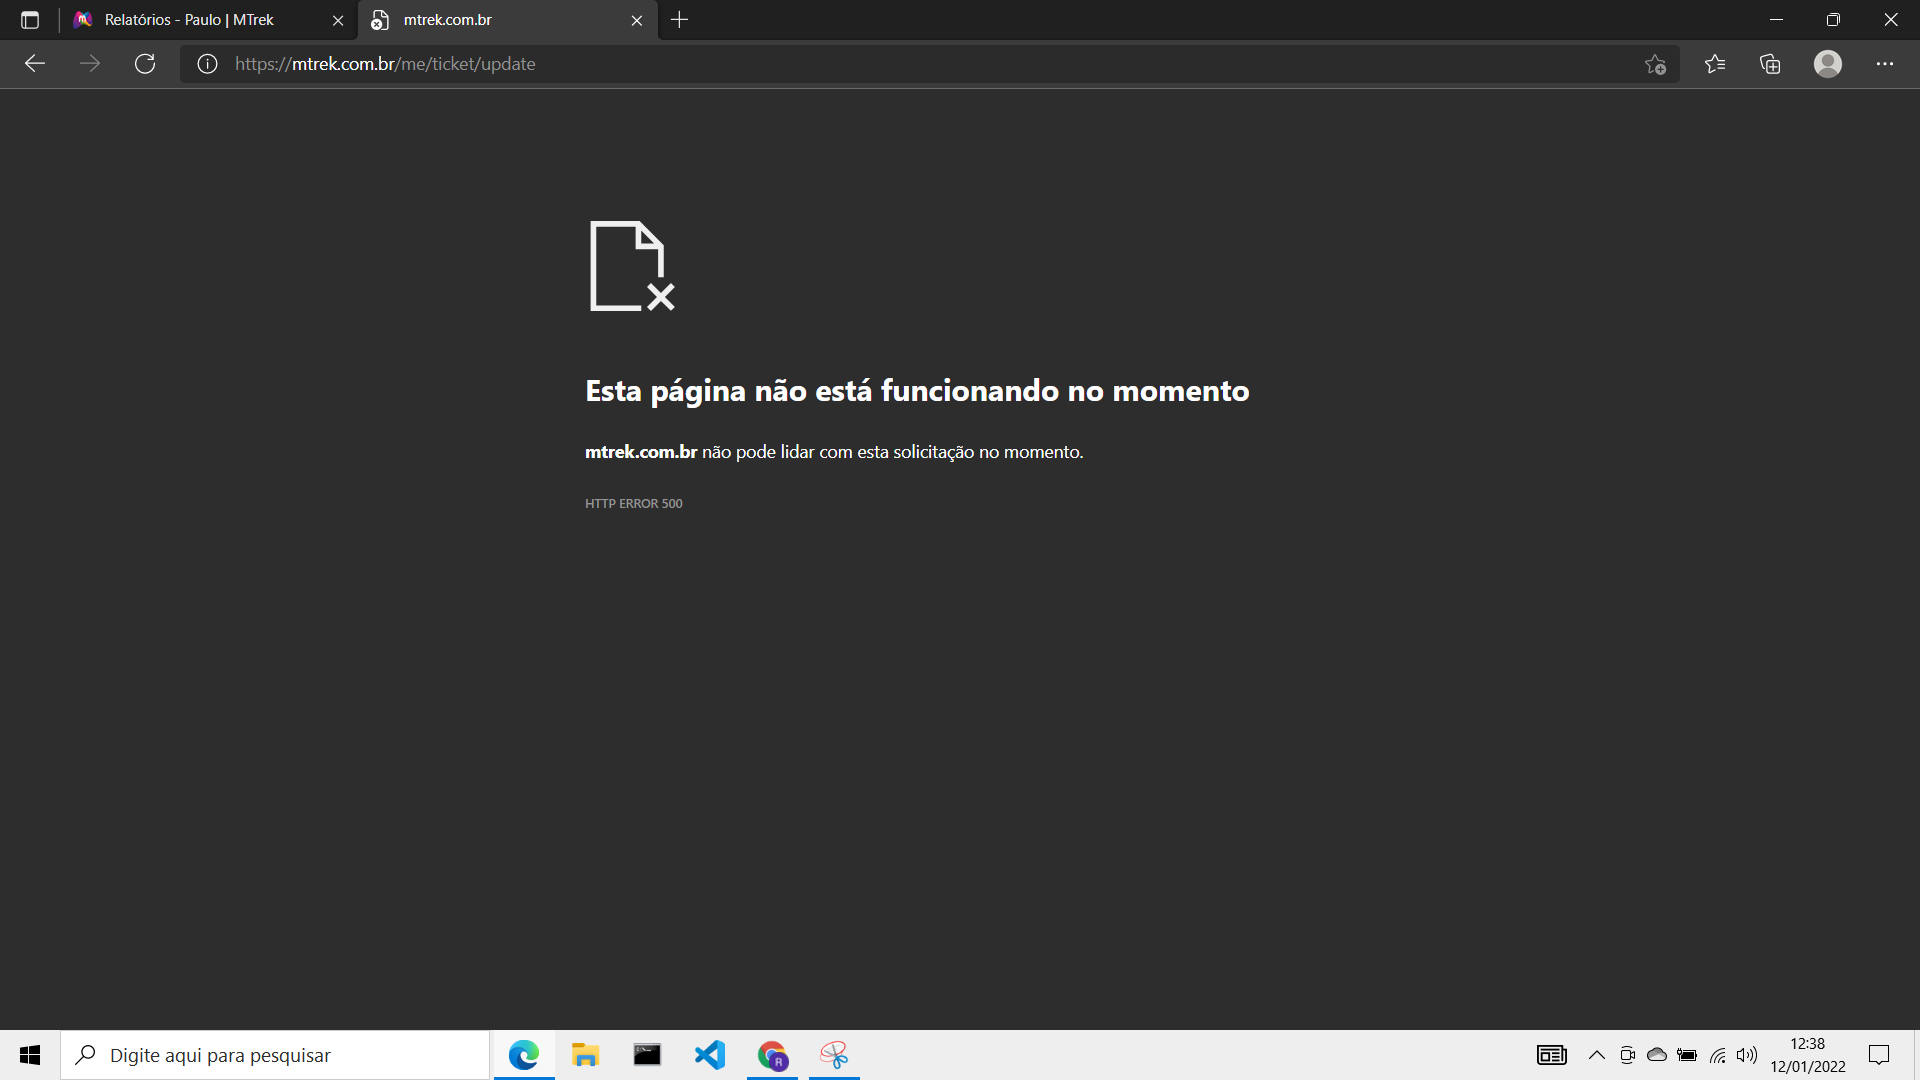 Relatórios - Paulo | MTrek
mtrek.com.br
https://mtrek.com.br/me/ticket/update
Esta página não está funcionando no momento
mtrek.com.br não pode lidar com esta solicitação no momento.
HTTP ERROR 500
Digite aqui para pesquisar
R
12:38
12/01/2022